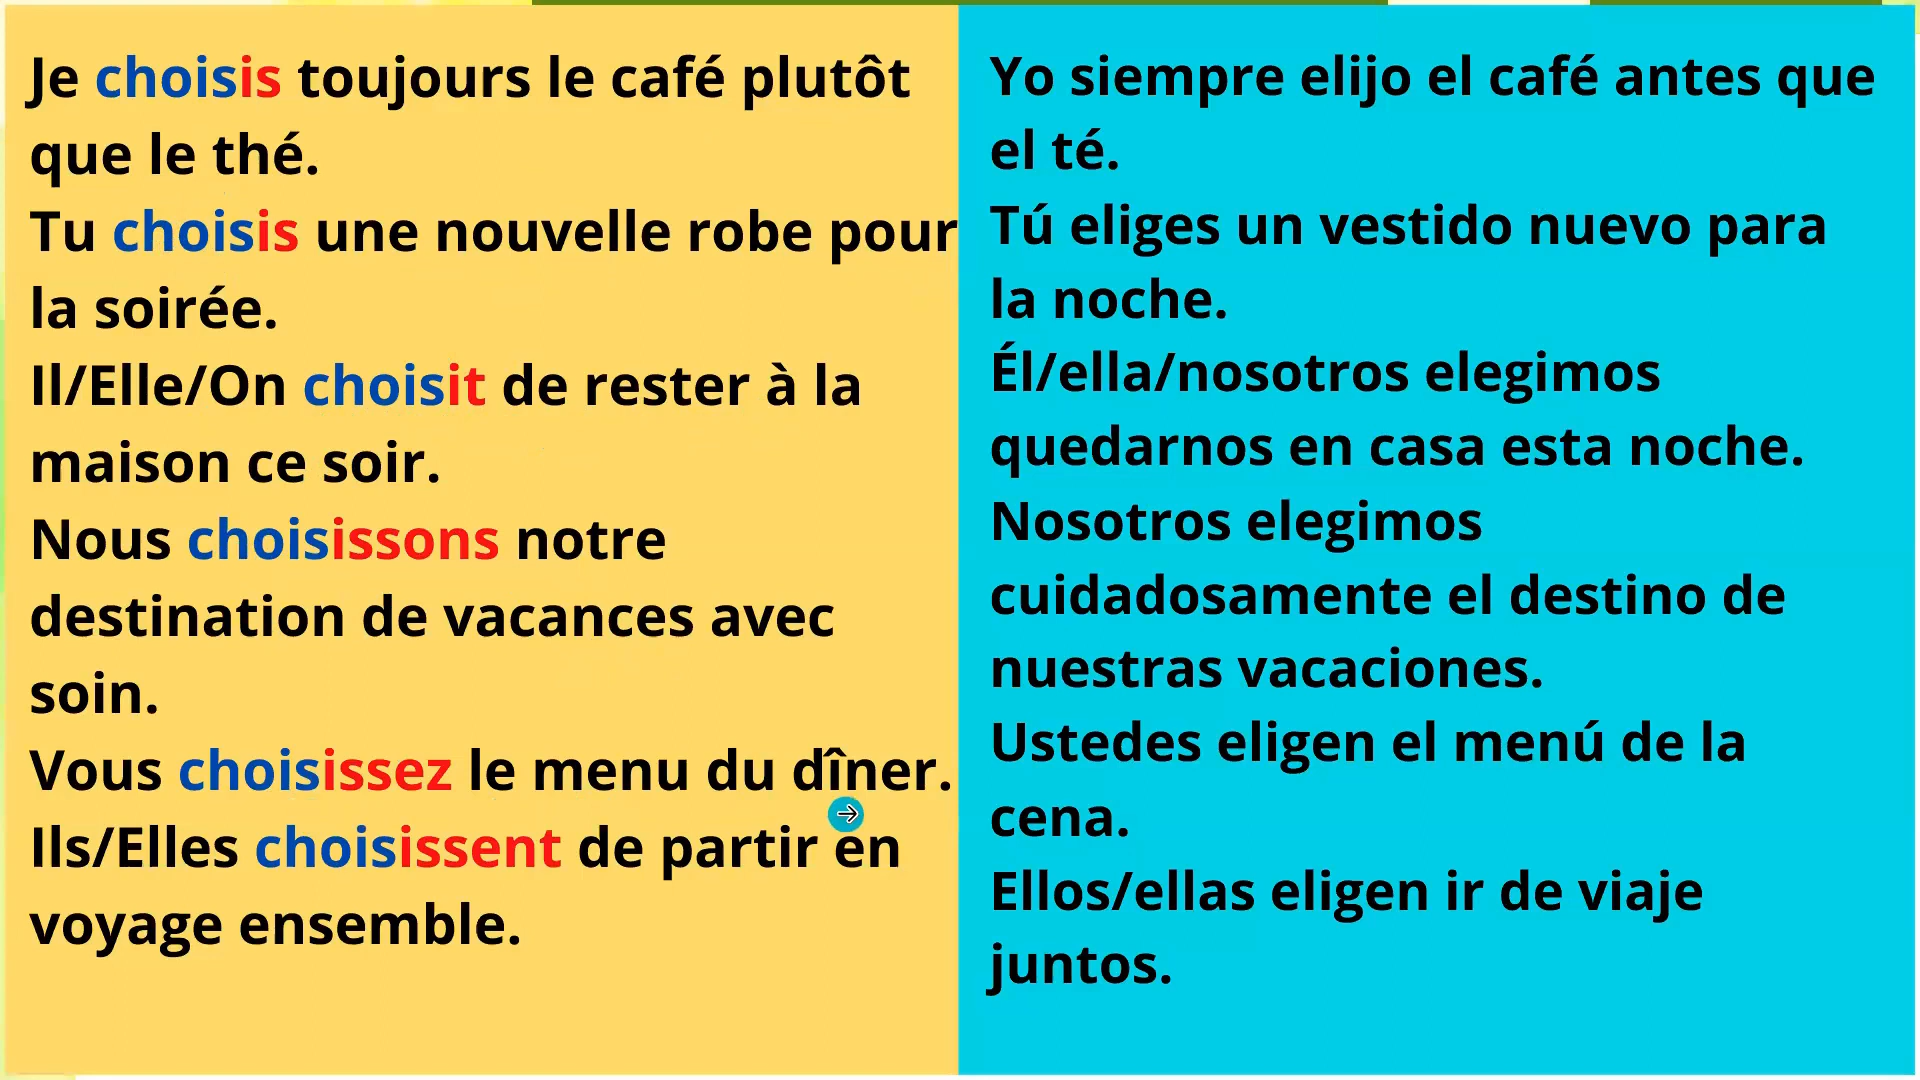 Je choisis toujours le café plutôt
que le thé.
Tu choisis une nouvelle robe pour
la soirée.
Il/Elle/On choisit de rester à la
maison ce soir.
Nous choisissons notre
destination de vacances avec
soin.
Vous choisissez le menu du dîner.
Ils/Elles choisissent de partir en
voyage ensemble.
Yo siempre elijo el café antes que
el té.
Tú eliges un vestido nuevo para
la noche.
Él/ella/nosotros elegimos
quedarnos en casa esta noche.
Nosotros elegimos
cuidadosamente el destino de
nuestras vacaciones.
Ustedes eligen el menú de la
cena.
Ellos/ellas eligen ir de viaje
juntos.